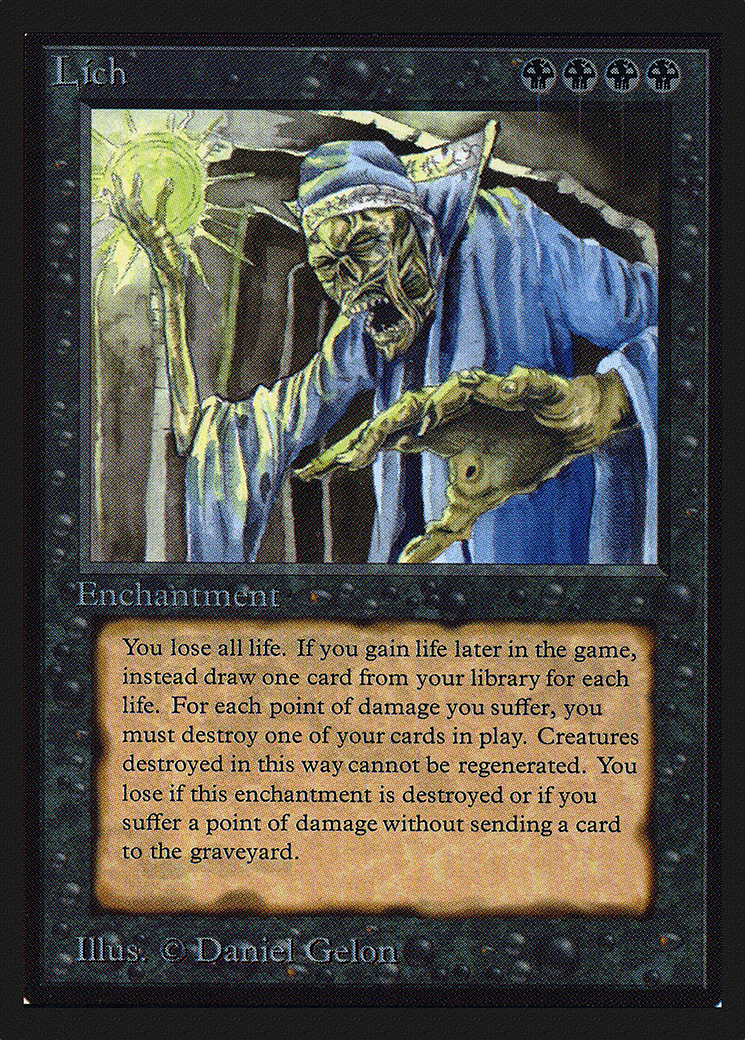 Lich
Enchantment
You lose all life. If you gain life later in the game,
instead draw one card from your library for each
life. For each point of damage you suffer, you
must destroy one of your cards in play. Creatures
destroyed in this way cannot be regenerated. You
lose if this enchantment is destroyed or if you
suffer a point of damage without sending a card
to the graveyard.
Illus. © Daniel Gelon